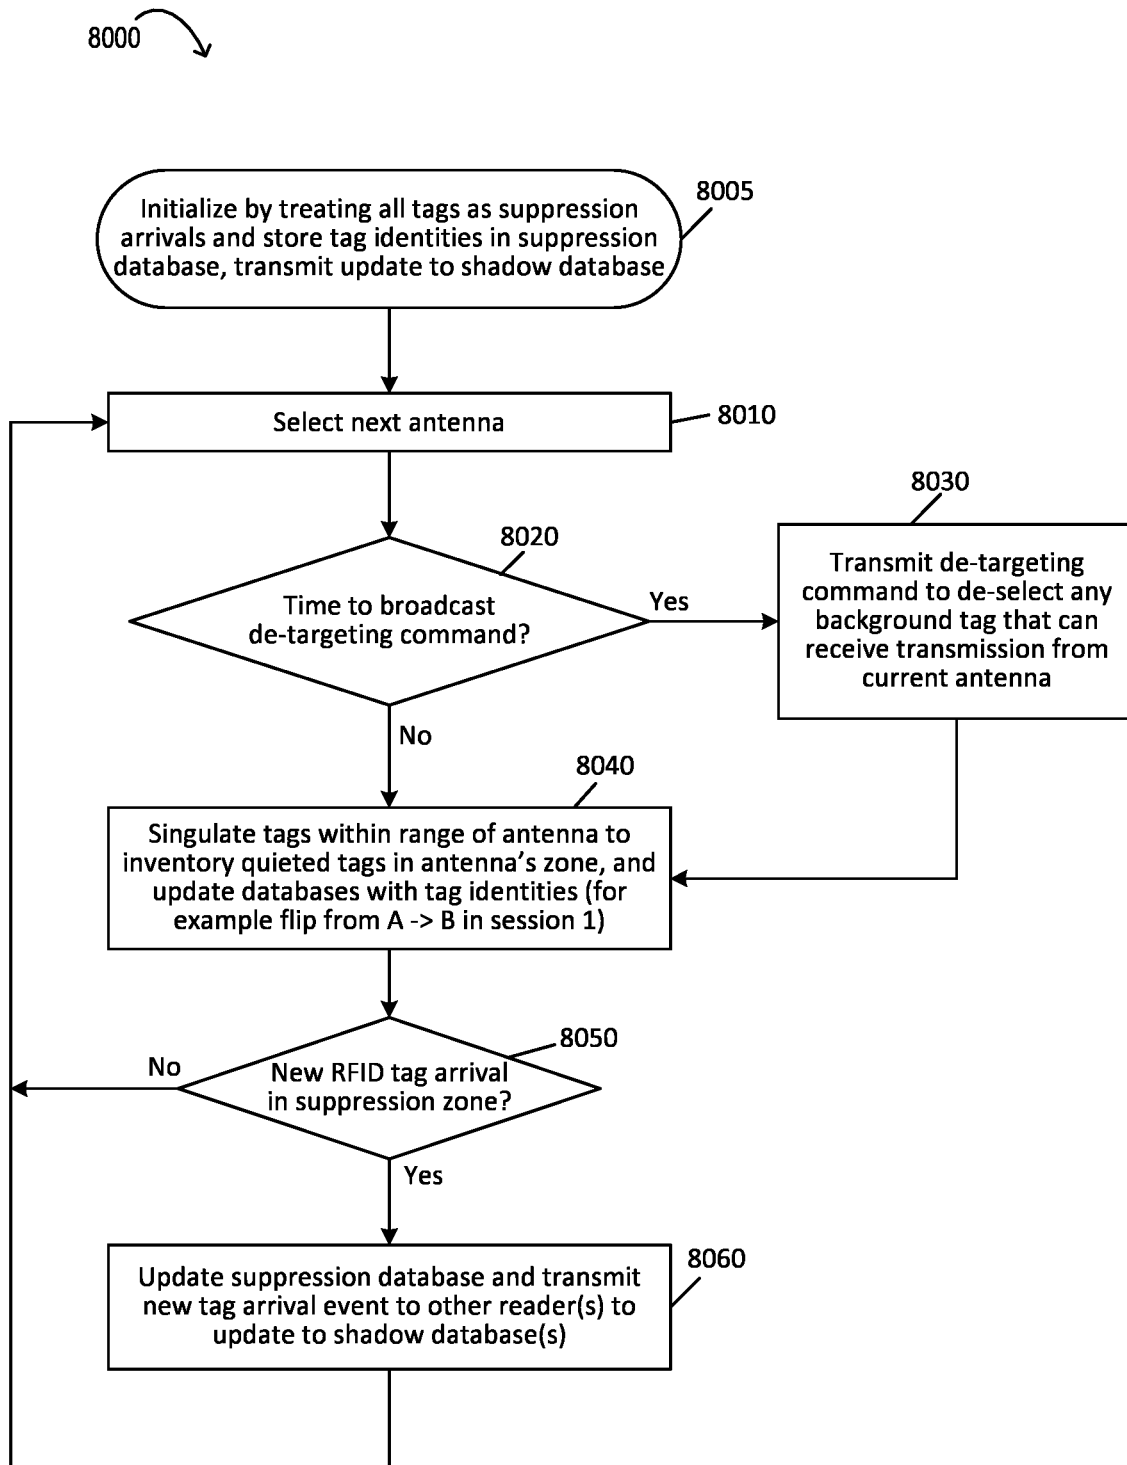 8000
8005
Initialize by treating all tags as suppression
arrivals and store tag identities in suppression
database, transmit update to shadow database
Select next antenna
8010
8020
8030
Time to broadcast
de-targeting command?
Yes
Transmit de-targeting
command to de-select any
background tag that can
receive transmission from
current antenna
No
8040
Singulate tags within range of antenna to
inventory quieted tags in antenna's zone, and
update databases with tag identities (for
example flip from A -> B in session 1)
8050
No
New RFID tag arrival
in suppression zone?
Yes
8060
Update suppression database and transmit
new tag arrival event to other reader(s) to
update to shadow database(s)